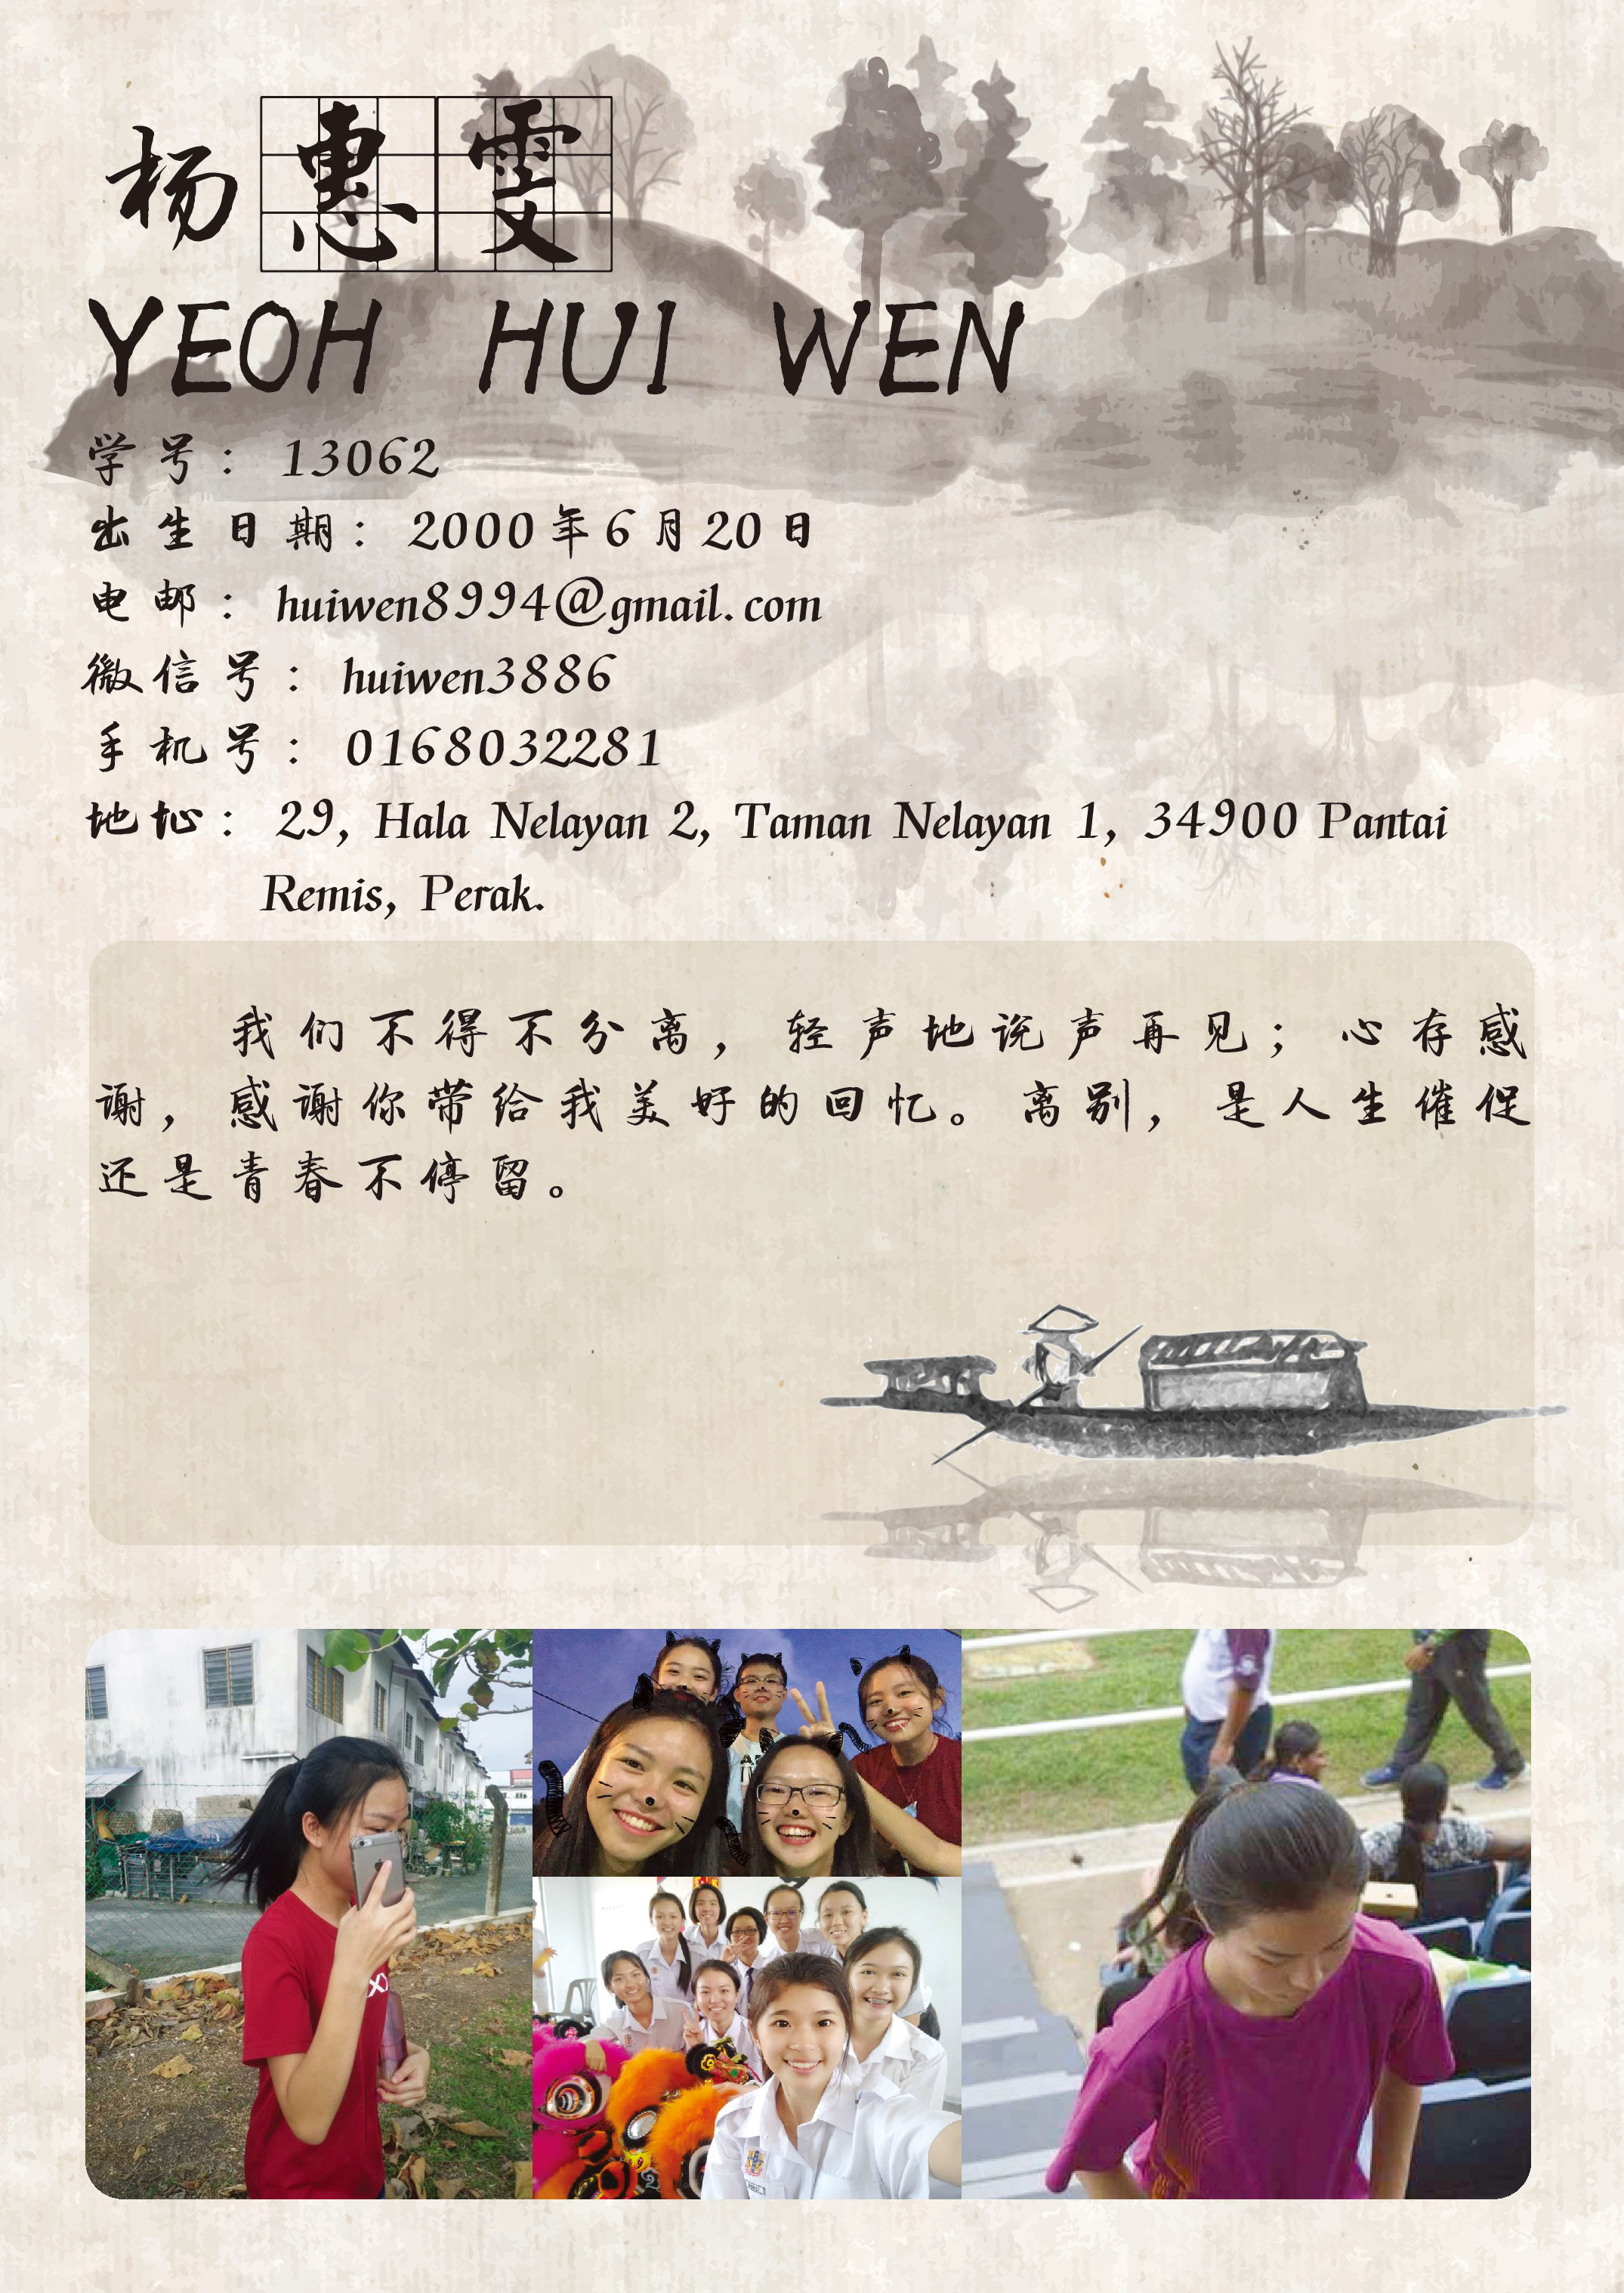 杨惠雯
YEOH HUI WEN
学号：13062
出生日期：2000年6月20日
电邮：huiwen8994@gmail.com
微信号：huiwen3886
手机号：0168032281
地址：29, Hala Nelayan 2, Taman Nelayan 1, 34900 Pantai
Remis, Perak.
我们不得不分离，轻声地说声再见；心存感
谢，感谢你带给我美好的回忆。离别，是人生催促
还是青春不停留。